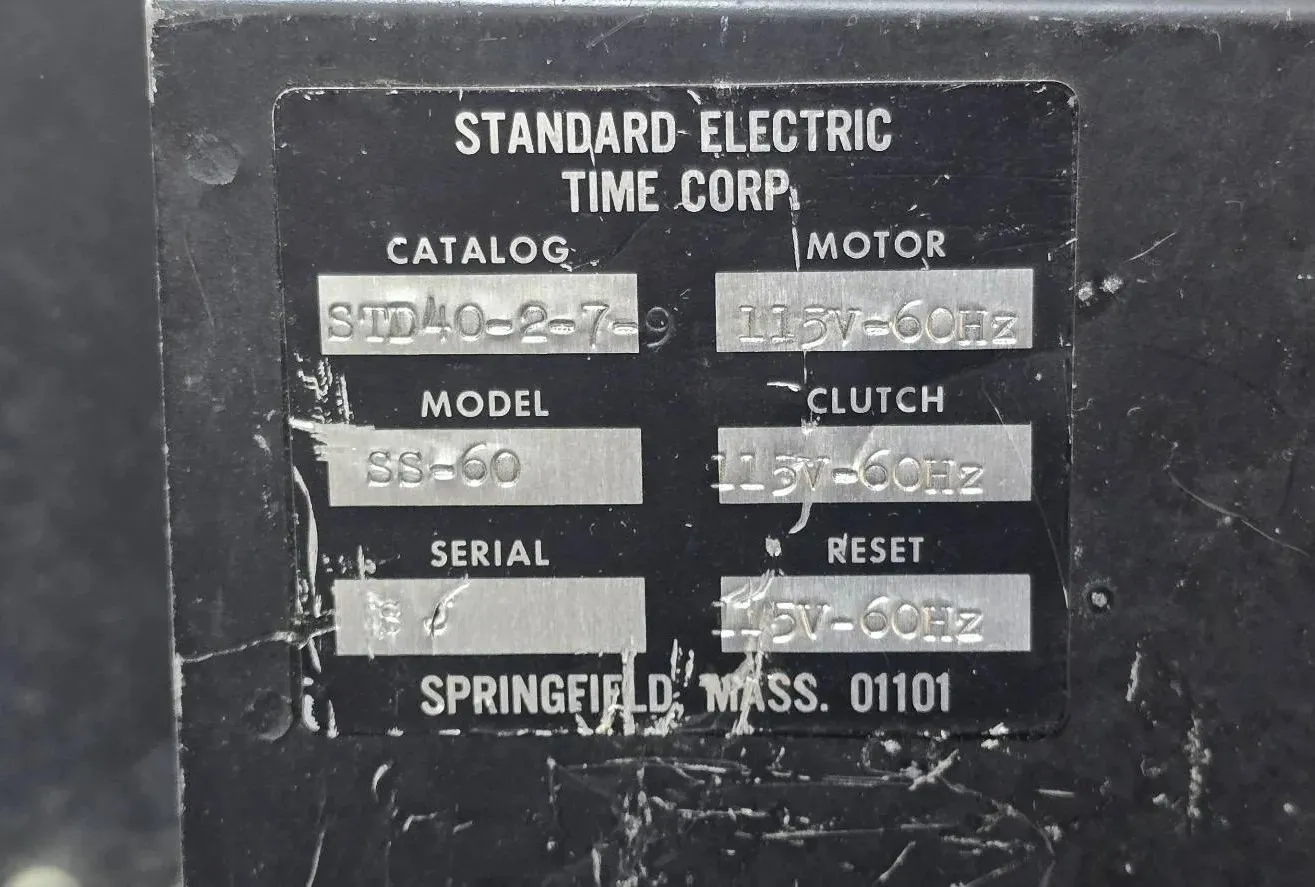 STANDARD ELECTRIC
TIME CORP.
CATALOG MOTOR
STD40-2-7-9 115V-60Hz
MODEL CLUTCH
SS-60 115V-60Hz
SERIAL RESET
115V-60Hz
SPRINGFIELD, MASS. 01101